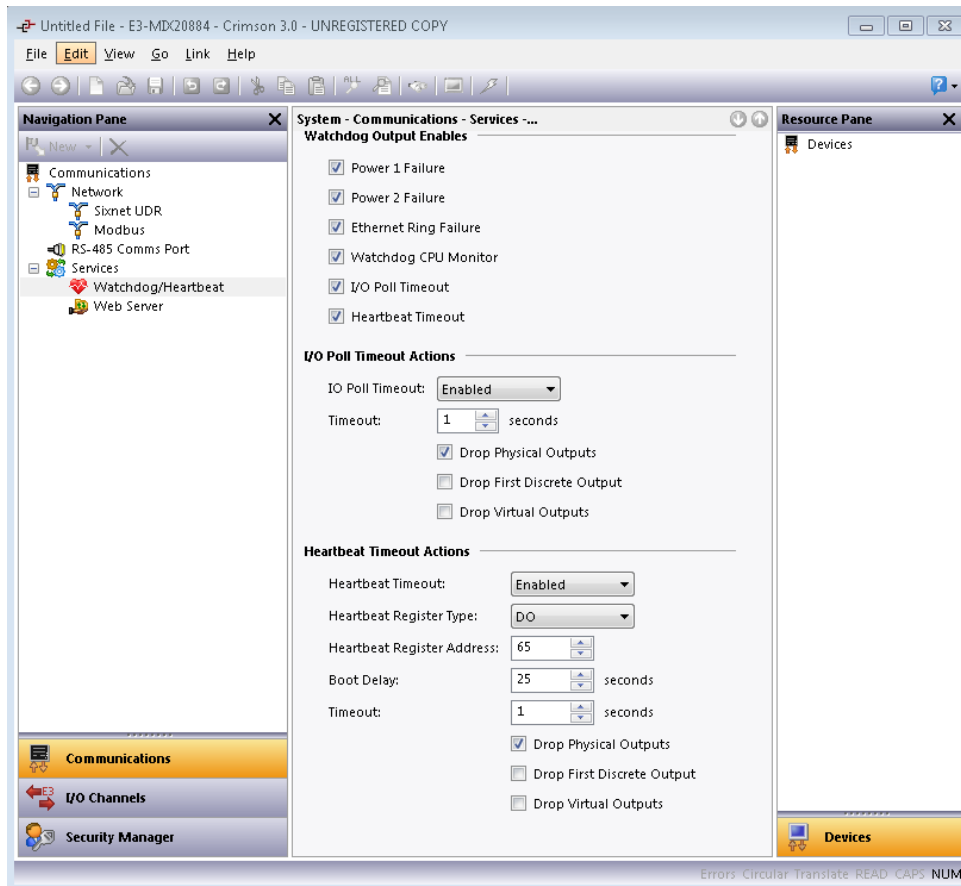 Untitled File - E3-MIX20884 - Crimson 3.0 - UNREGISTERED COPY
File Edit View Go Link Help
ALL
?
Navigation Pane
New
Communications
Network
Sixnet UDR
Modbus
RS-485 Comms Port
Services
Watchdog/Heartbeat
Web Server
Communications
E3
I/O Channels
Security Manager
System - Communications - Services -...
Watchdog Output Enables
Power 1 Failure
Power 2 Failure
Ethernet Ring Failure
Watchdog CPU Monitor
I/O Poll Timeout
Heartbeat Timeout
I/O Poll Timeout Actions
IO Poll Timeout: Enabled
Timeout: 1 seconds
Drop Physical Outputs
Drop First Discrete Output
Drop Virtual Outputs
Heartbeat Timeout Actions
Heartbeat Timeout: Enabled
Heartbeat Register Type: DO
Heartbeat Register Address: 65
Boot Delay: 25 seconds
Timeout: 1 seconds
Drop Physical Outputs
Drop First Discrete Output
Drop Virtual Outputs
Resource Pane
Devices
Devices
Errors Circular Translate READ CAPS NUM